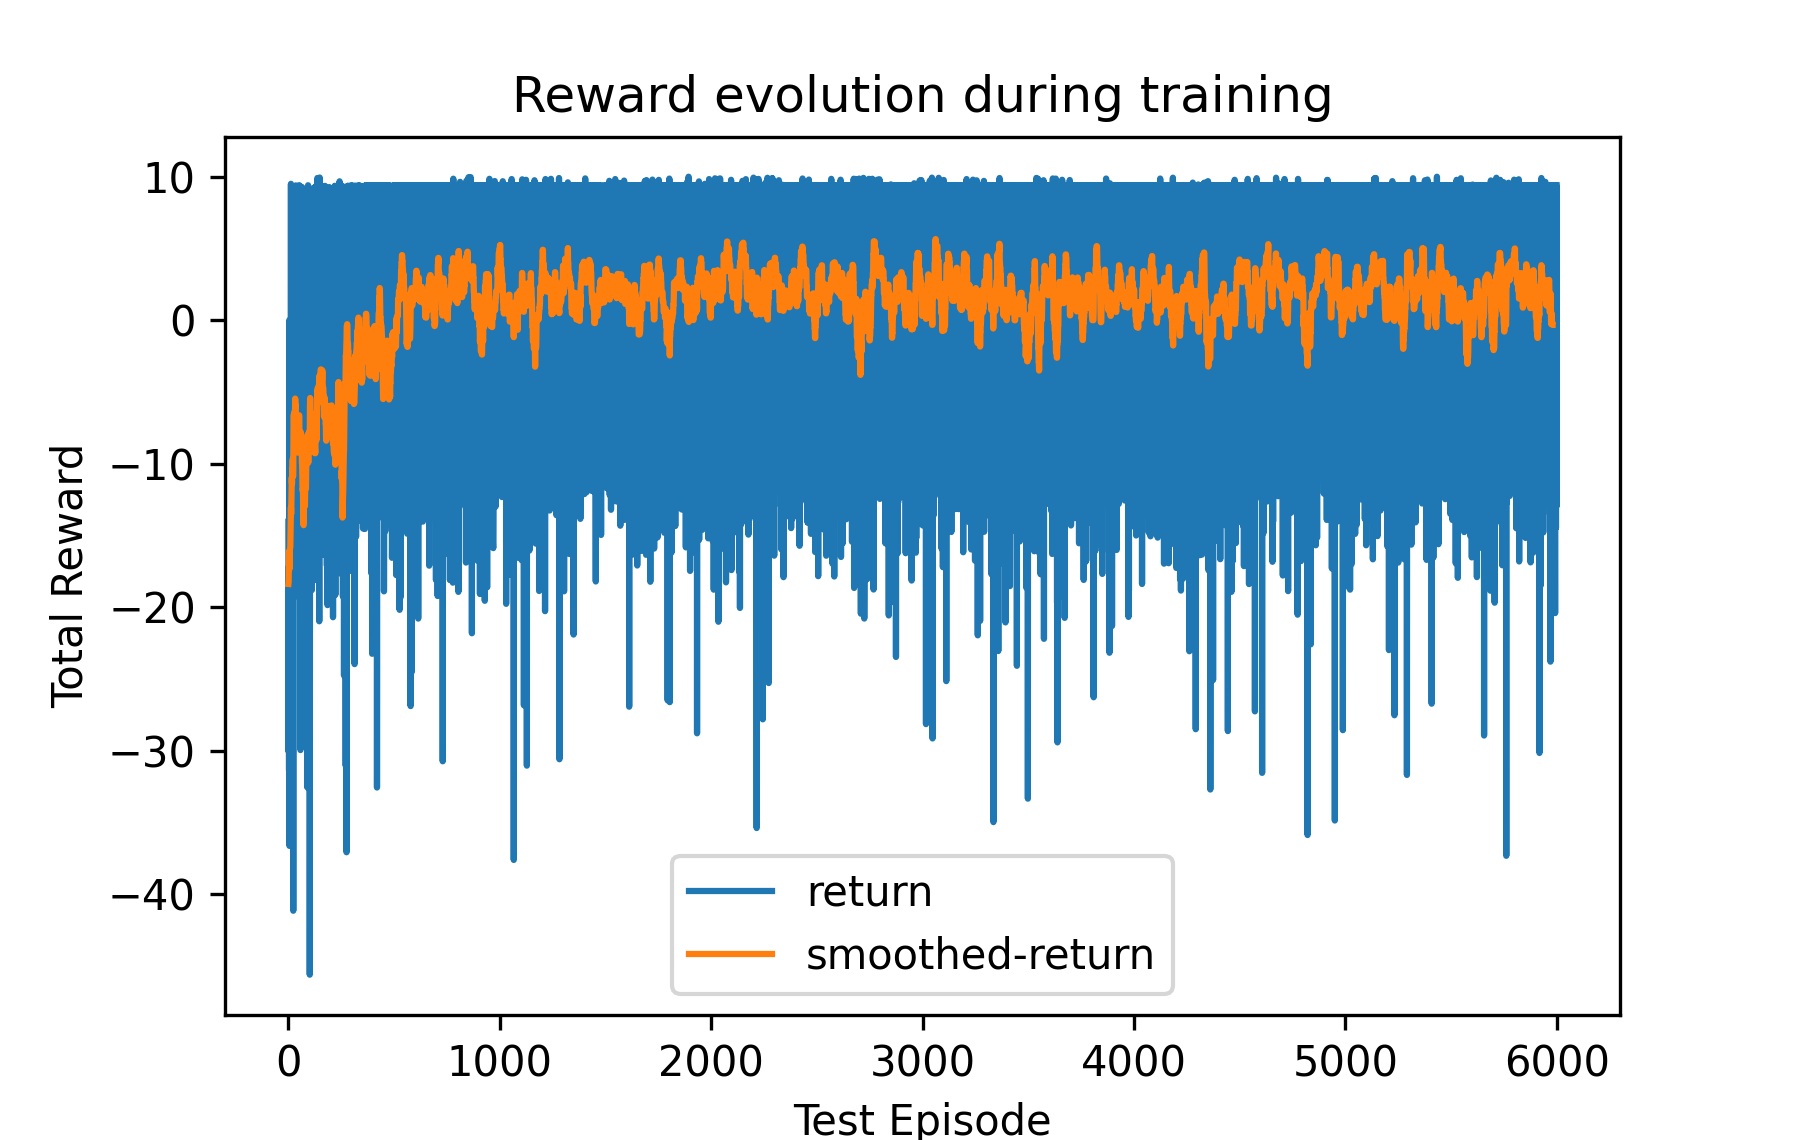 Reward evolution during training
10
0
−10
−20
−30
−40
Total Reward
return
smoothed-return
0 1000 2000 3000 4000 5000 6000
Test Episode